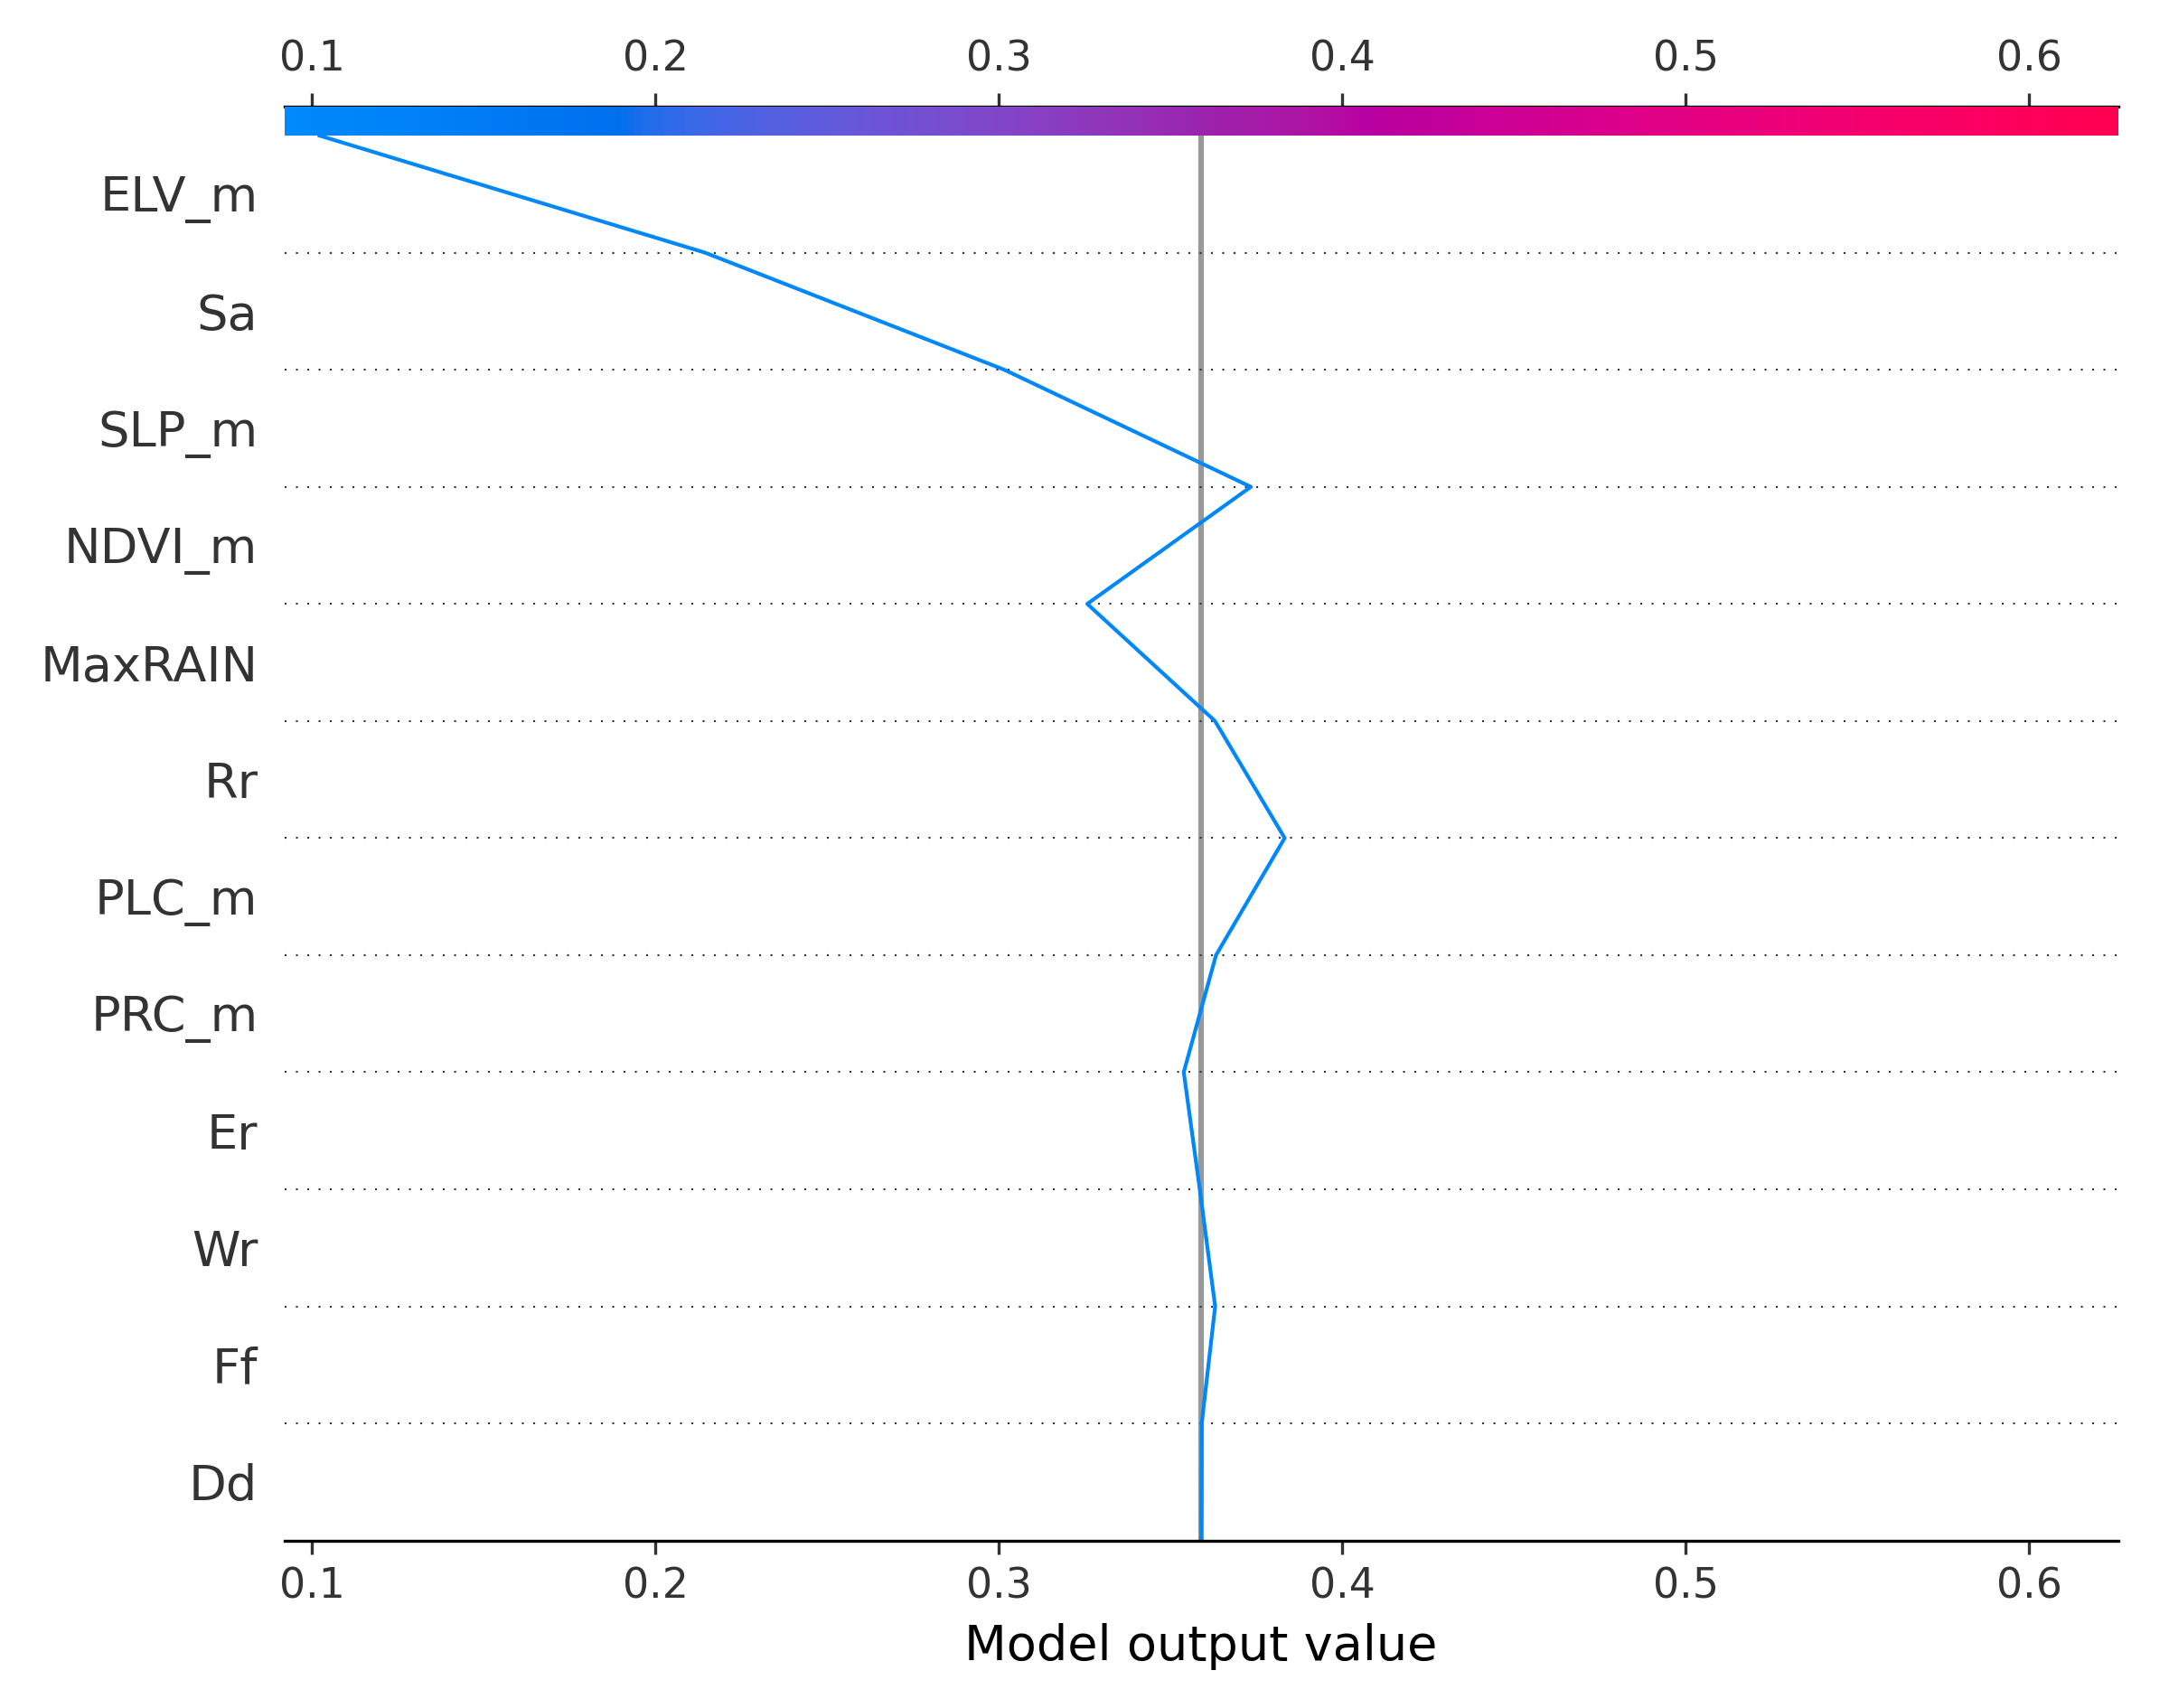 0.1 0.2 0.3 0.4 0.5 0.6
ELV_m
Sa
SLP_m
NDVI_m
MaxRAIN
Rr
PLC_m
PRC_m
Er
Wr
Ff
Dd
0.1 0.2 0.3 0.4 0.5 0.6
Model output value